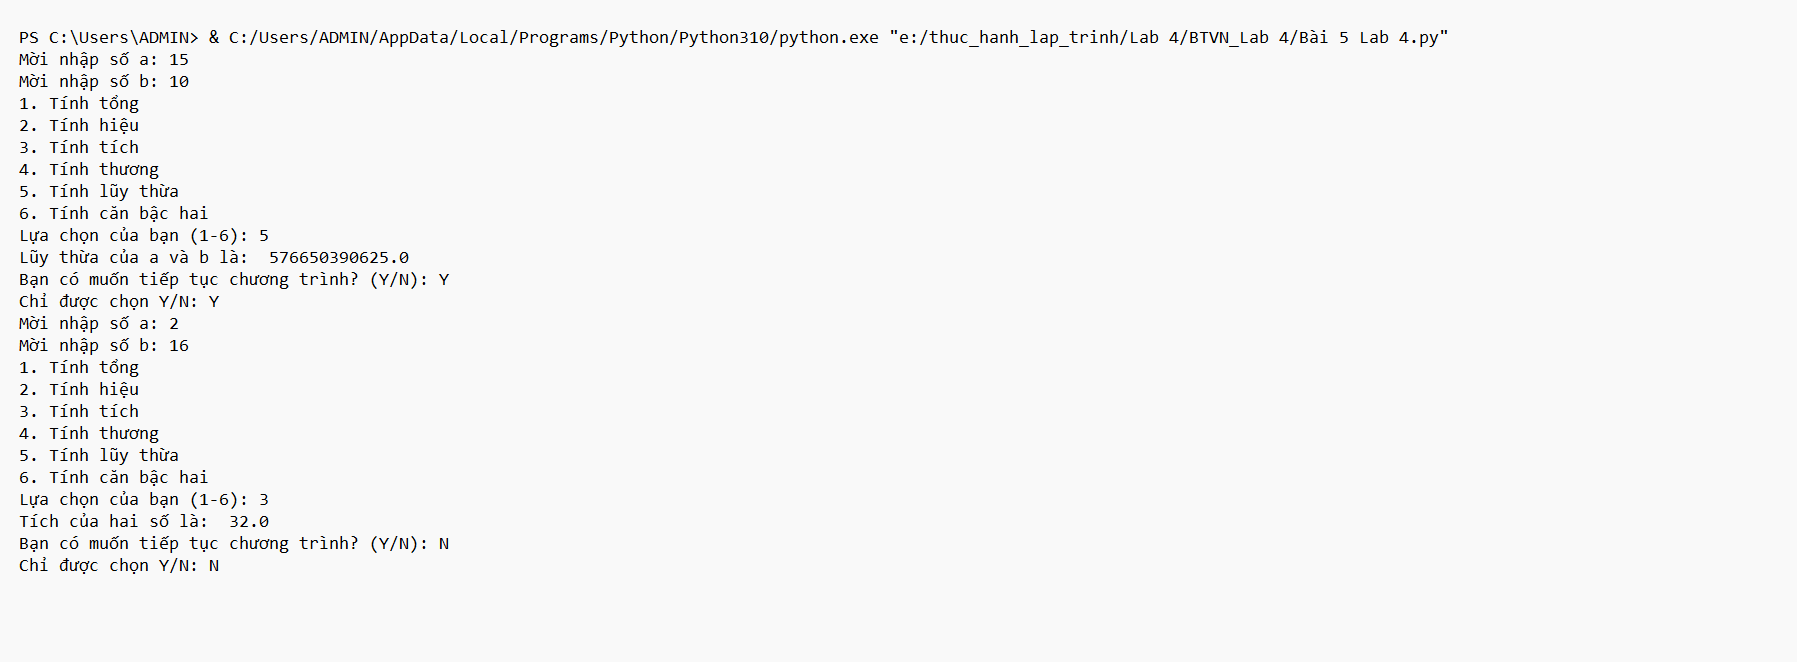 PS C:\Users\ADMIN> & C:/Users/ADMIN/AppData/Local/Programs/Python/Python310/python.exe "e:/thuc_hanh_lap_trinh/Lab 4/BTVN_Lab 4/Bài 5 Lab 4.py"
Mời nhập số a: 15
Mời nhập số b: 10
1. Tính tổng
2. Tính hiệu
3. Tính tích
4. Tính thương
5. Tính lũy thừa
6. Tính căn bậc hai
Lựa chọn của bạn (1-6): 5
Lũy thừa của a và b là:  576650390625.0
Bạn có muốn tiếp tục chương trình? (Y/N): Y
Chỉ được chọn Y/N: Y
Mời nhập số a: 2
Mời nhập số b: 16
1. Tính tổng
2. Tính hiệu
3. Tính tích
4. Tính thương
5. Tính lũy thừa
6. Tính căn bậc hai
Lựa chọn của bạn (1-6): 3
Tích của hai số là:  32.0
Bạn có muốn tiếp tục chương trình? (Y/N): N
Chỉ được chọn Y/N: N